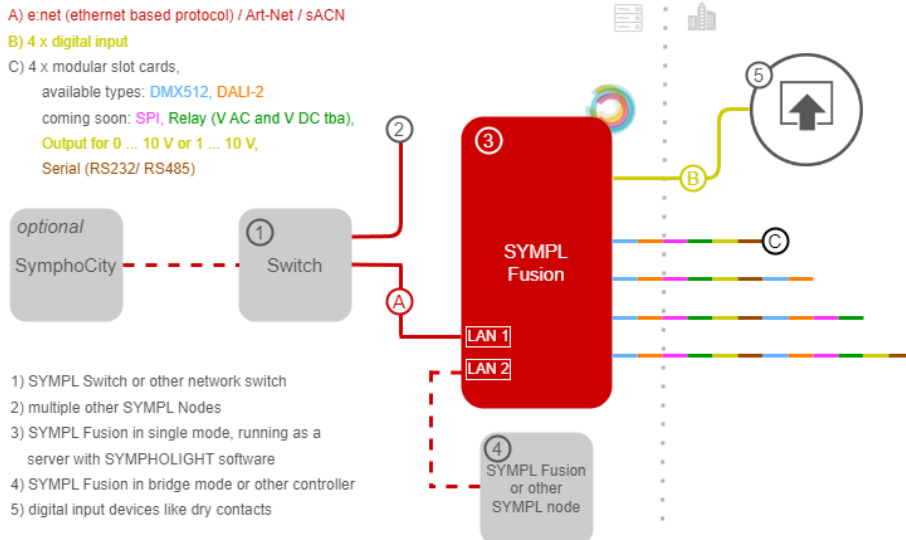 A) e:net (ethernet based protocol) / Art-Net / sACN
B) 4 x digital input
C) 4 x modular slot cards,
available types: DMX512, DALI-2
coming soon: SPI, Relay (V AC and V DC tba),
Output for 0 ... 10 V or 1 ... 10 V,
Serial (RS232/ RS485)
5
2
3
B
optional
SymphoCity
1
Switch
SYMPL
Fusion
C
A
LAN 1
LAN 2
1) SYMPL Switch or other network switch
2) multiple other SYMPL Nodes
3) SYMPL Fusion in single mode, running as a
server with SYMPHOLIGHT software
4) SYMPL Fusion in bridge mode or other controller
5) digital input devices like dry contacts
4
SYMPL Fusion
or other
SYMPL node